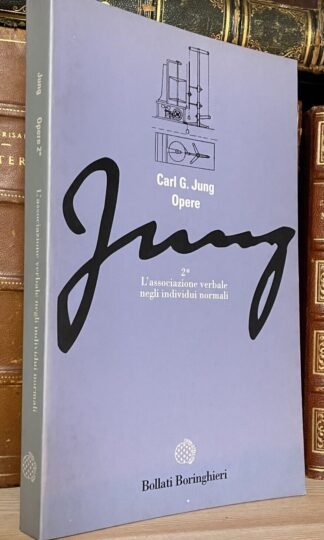 Jung Opere 2* L'associazione verbale negli individui normali
Carl G. Jung
Opere
Jung
2*
L'associazione verbale
negli individui normali
Bollati Boringhieri